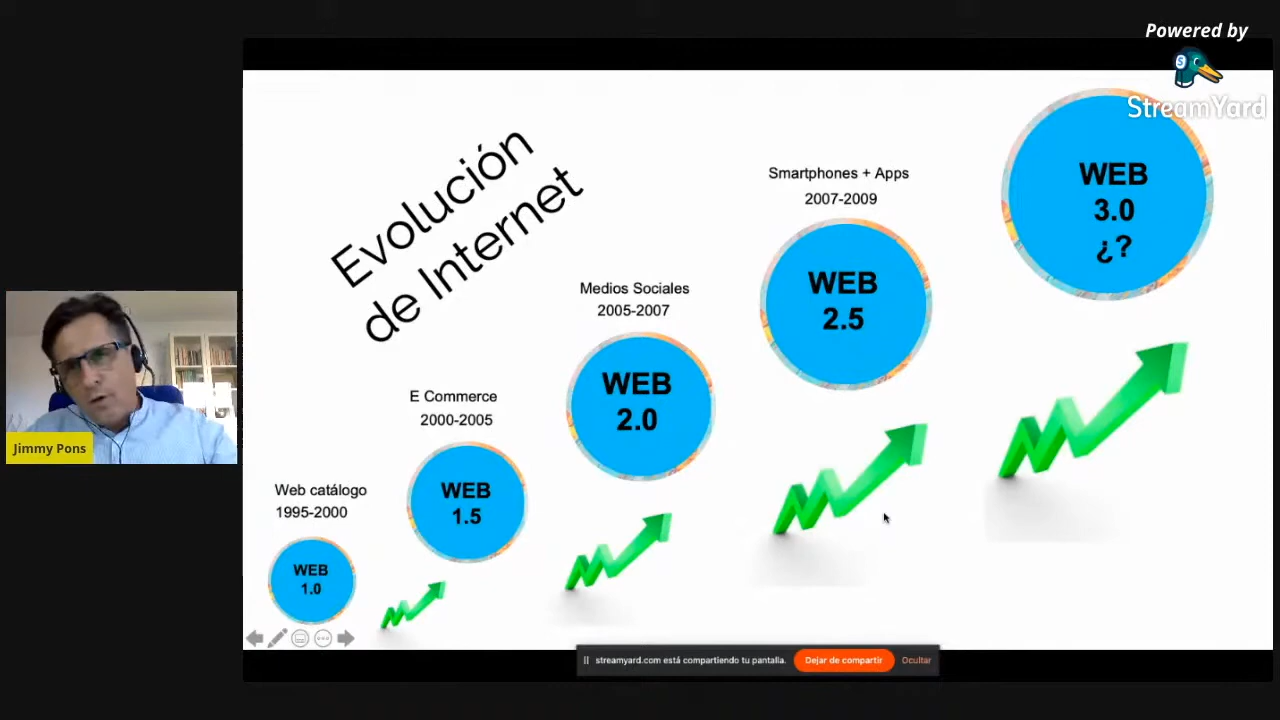 Powered by
StreamYard
Evolución
de Internet
Smartphones + Apps
2007-2009
WEB
3.0
¿?
WEB
2.5
Medios Sociales
2005-2007
WEB
2.0
E Commerce
2000-2005
WEB
1.5
Web catálogo
1995-2000
WEB
1.0
Jimmy Pons
streamyard.com está compartiendo tu pantalla.
Dejar de compartir
Ocultar